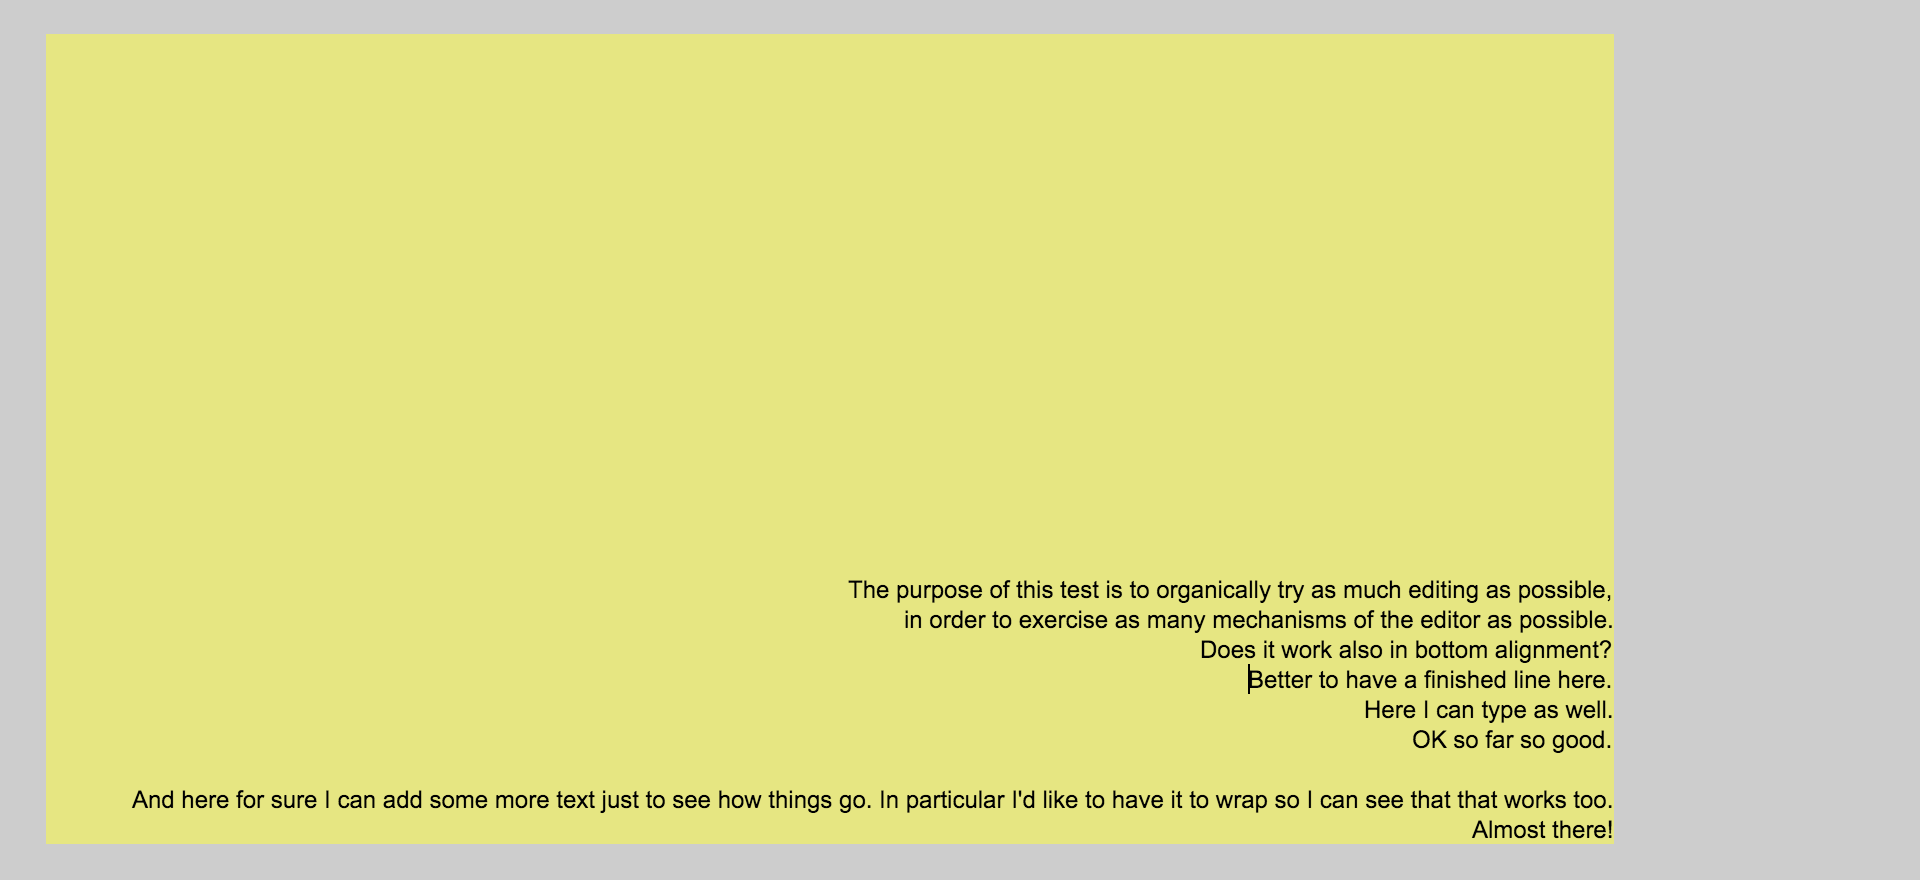 The purpose of this test is to organically try as much editing as possible,
in order to exercise as many mechanisms of the editor as possible.
Does it work also in bottom alignment?
Better to have a finished line here.
Here I can type as well.
OK so far so good.

And here for sure I can add some more text just to see how things go. In particular I'd like to have it to wrap so I can see that that works too.
Almost there!